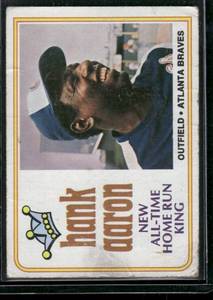 hank
aaron
NEW
ALL-TIME
HOME RUN
KING
OUTFIELD • ATLANTA BRAVES